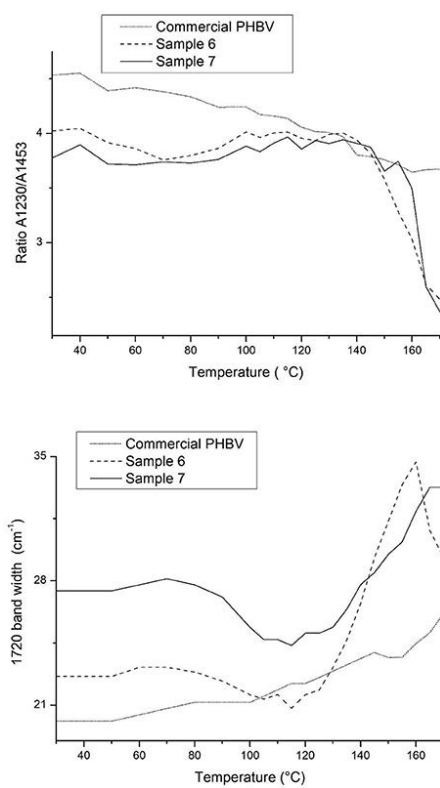 Commercial PHBV
Sample 6
Sample 7
4
3
Ratio A1230/A1453
40 60 80 100 120 140 160
Temperature ( °C)
Commercial PHBV
Sample 6
Sample 7
35
28
21
1720 band width (cm⁻¹)
40 60 80 100 120 140 160
Temperature (°C)